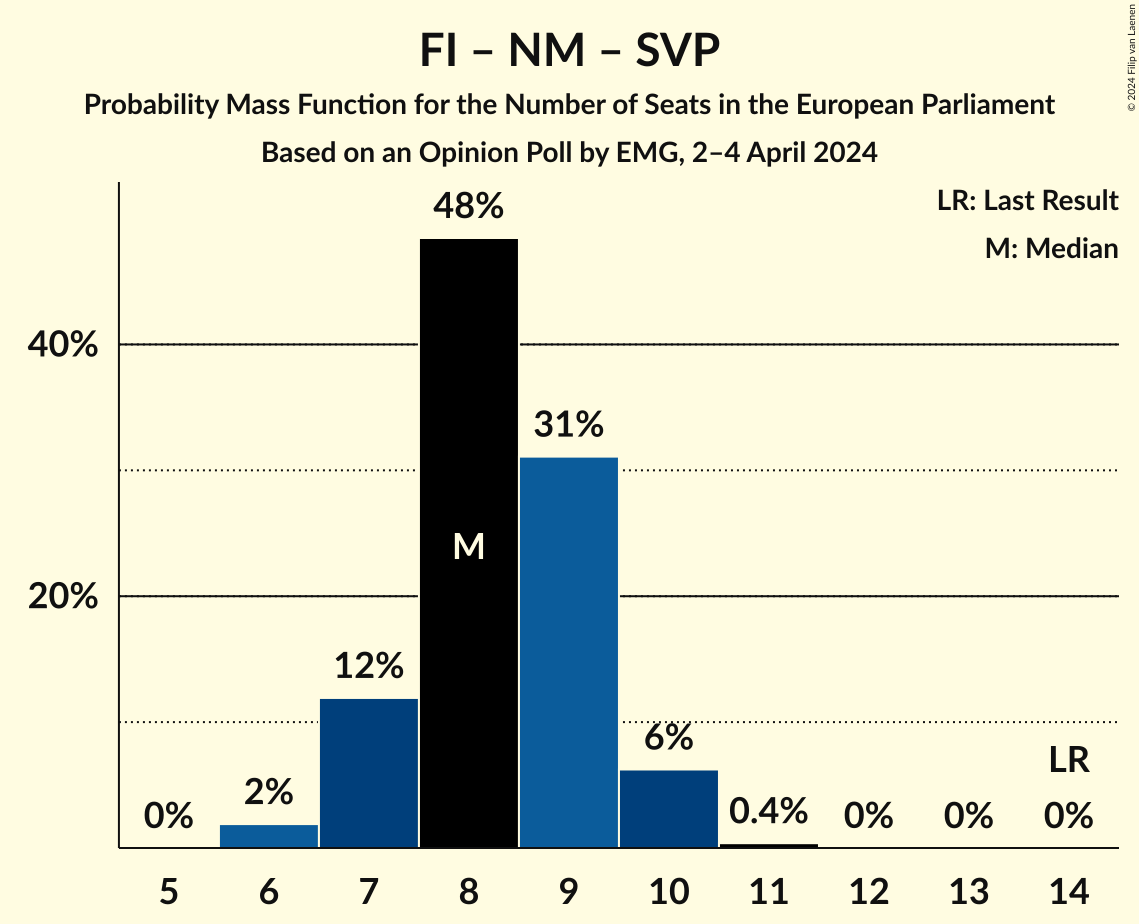 FI – NM – SVP
Probability Mass Function for the Number of Seats in the European Parliament
Based on an Opinion Poll by EMG, 2–4 April 2024
© 2024 Filip van Laenen
LR: Last Result
M: Median
48%
40%
31%
M
20%
12%
6%
LR
2%
0%
0.4%
0%
0%
0%
5 6 7 8 9 10 11 12 13 14